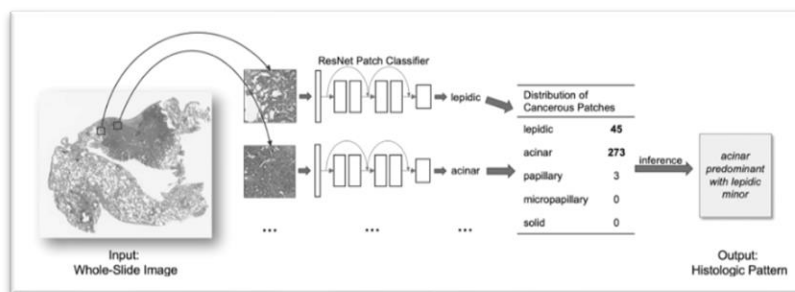 ResNet Patch Classifier
lepidic
acinar
...
...
...
Distribution of
Cancerous Patches
lepidic 45
acinar 273
papillary 3
micropapillary 0
solid 0
inference
acinar
predominant
with lepidic
minor
Input:
Whole-Slide Image
Output:
Histologic Pattern